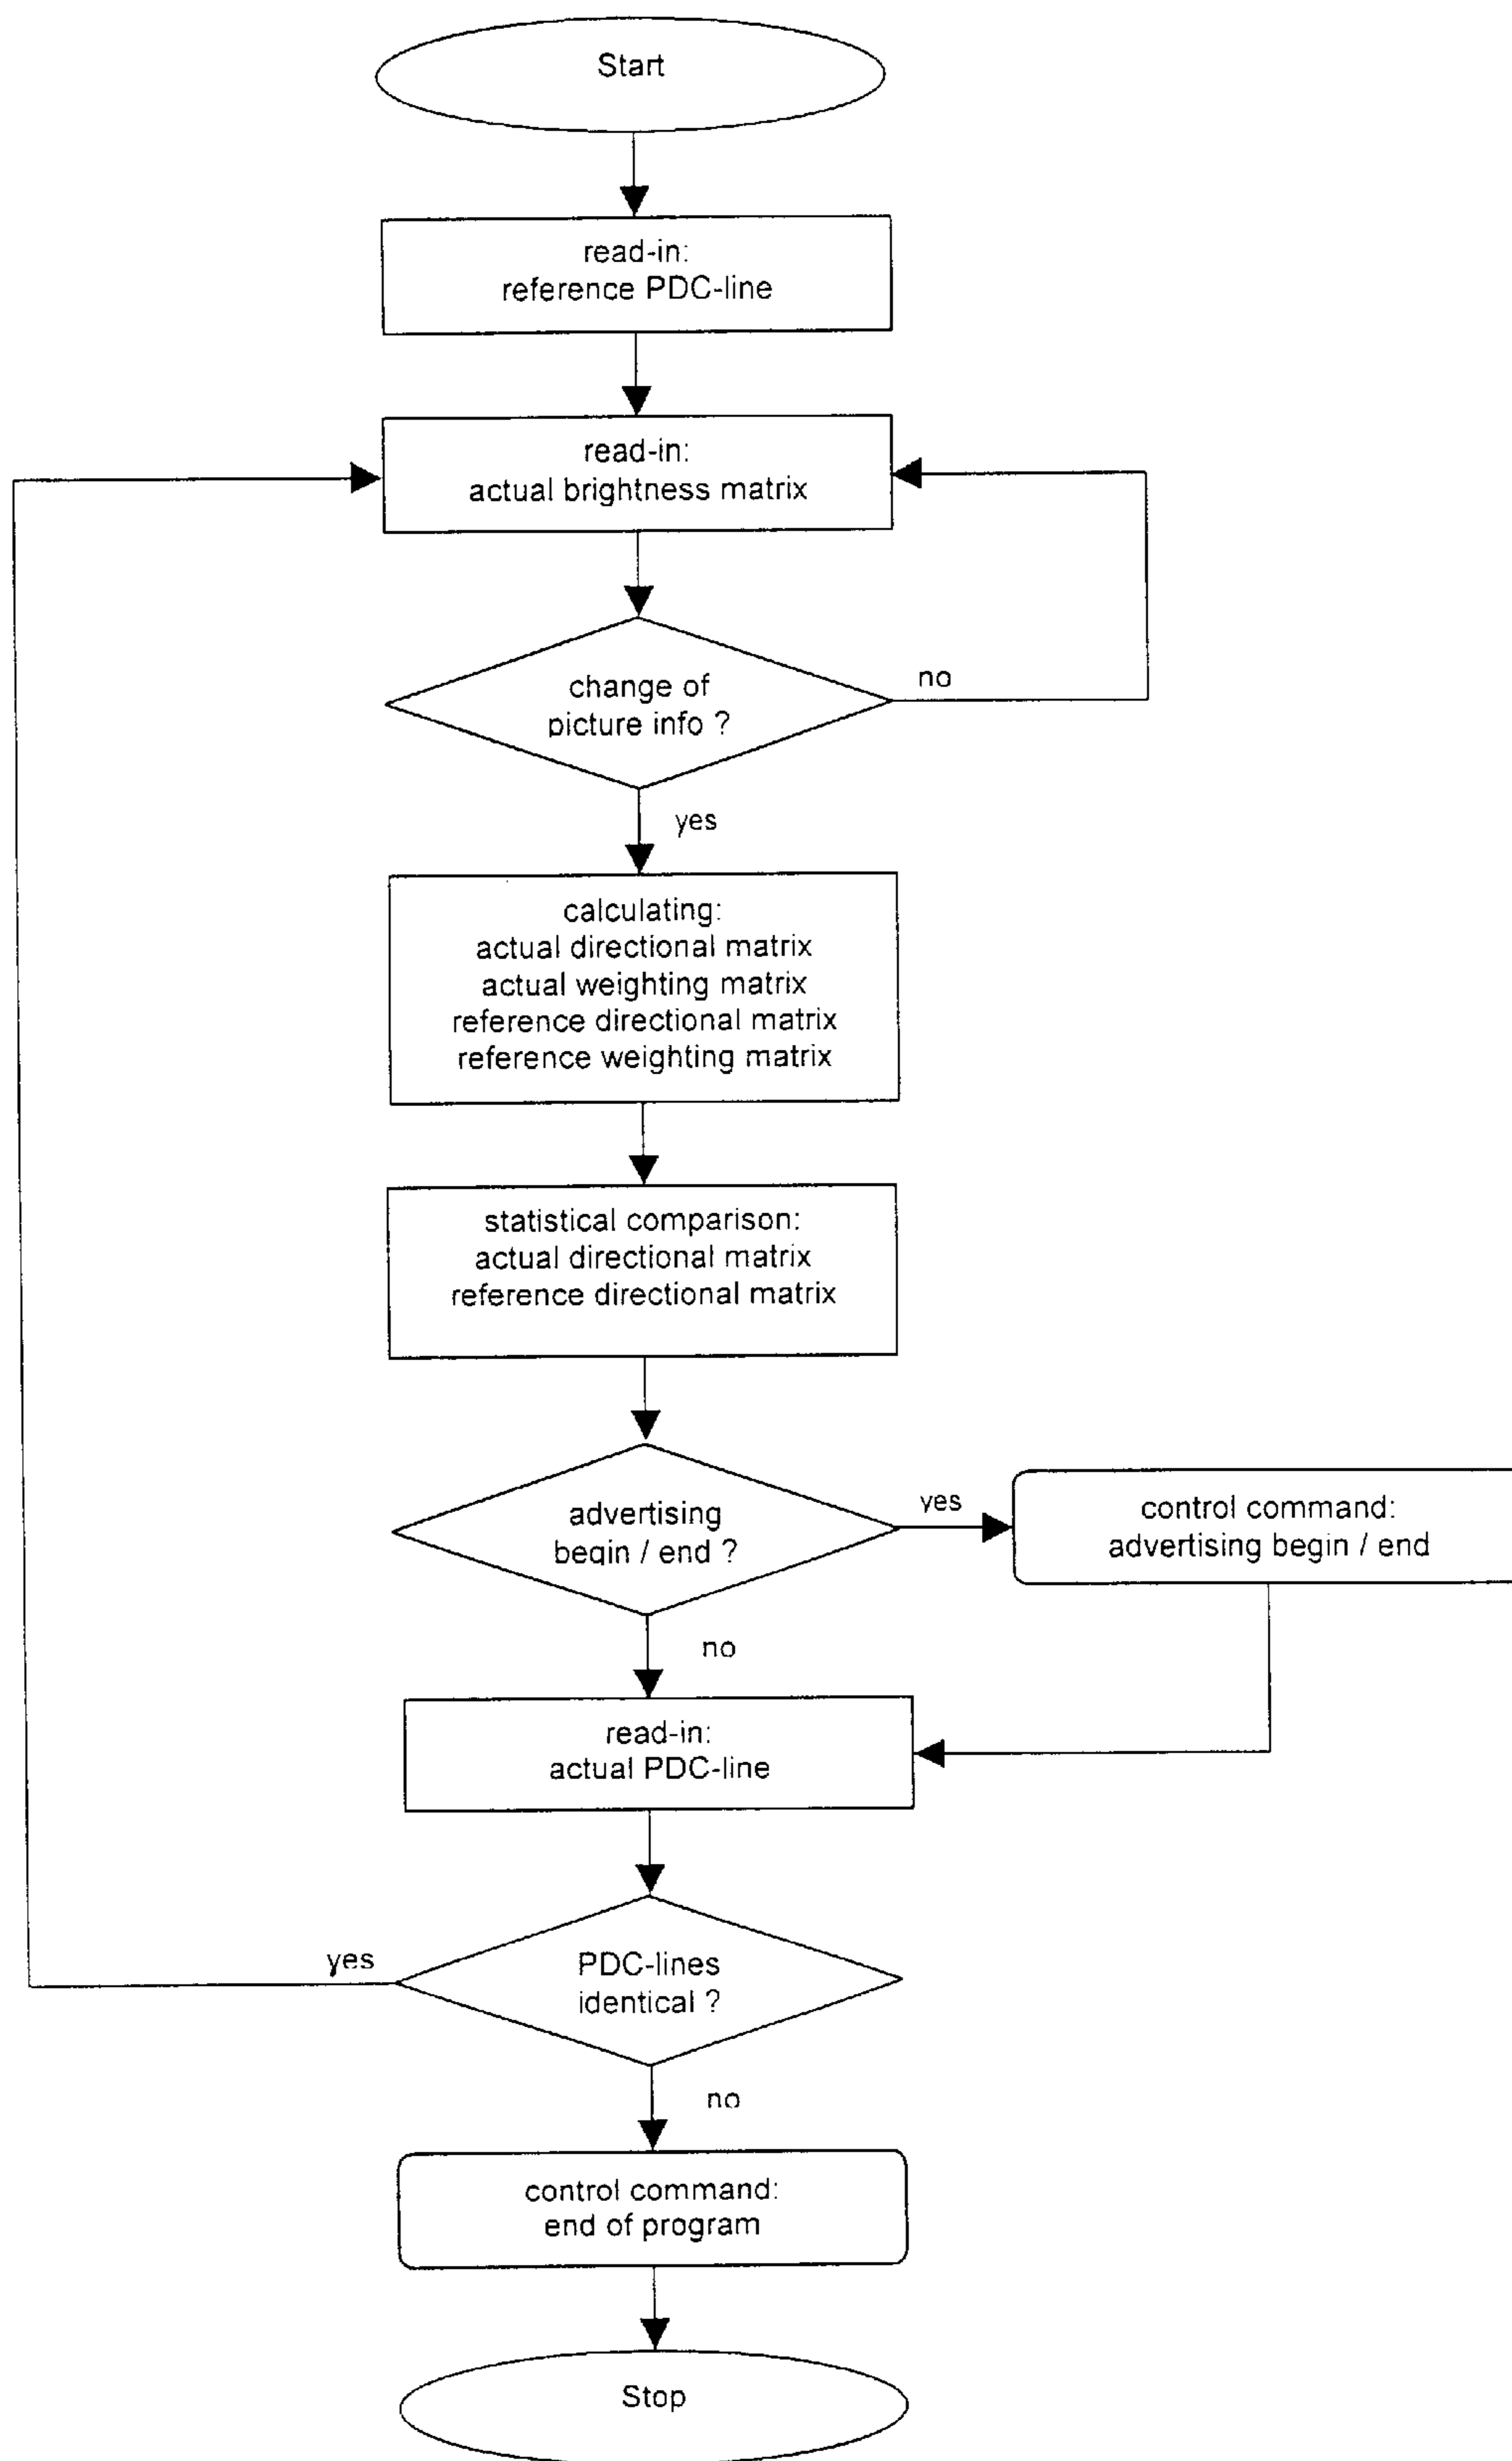 Start
read-in:
reference PDC-line
read-in:
actual brightness matrix
change of
picture info ?
no
yes
calculating:
actual directional matrix
actual weighting matrix
reference directional matrix
reference weighting matrix
statistical comparison:
actual directional matrix
reference directional matrix
advertising
begin / end ?
yes
control command:
advertising begin / end
no
read-in:
actual PDC-line
PDC-lines
identical ?
yes
no
control command:
end of program
Stop